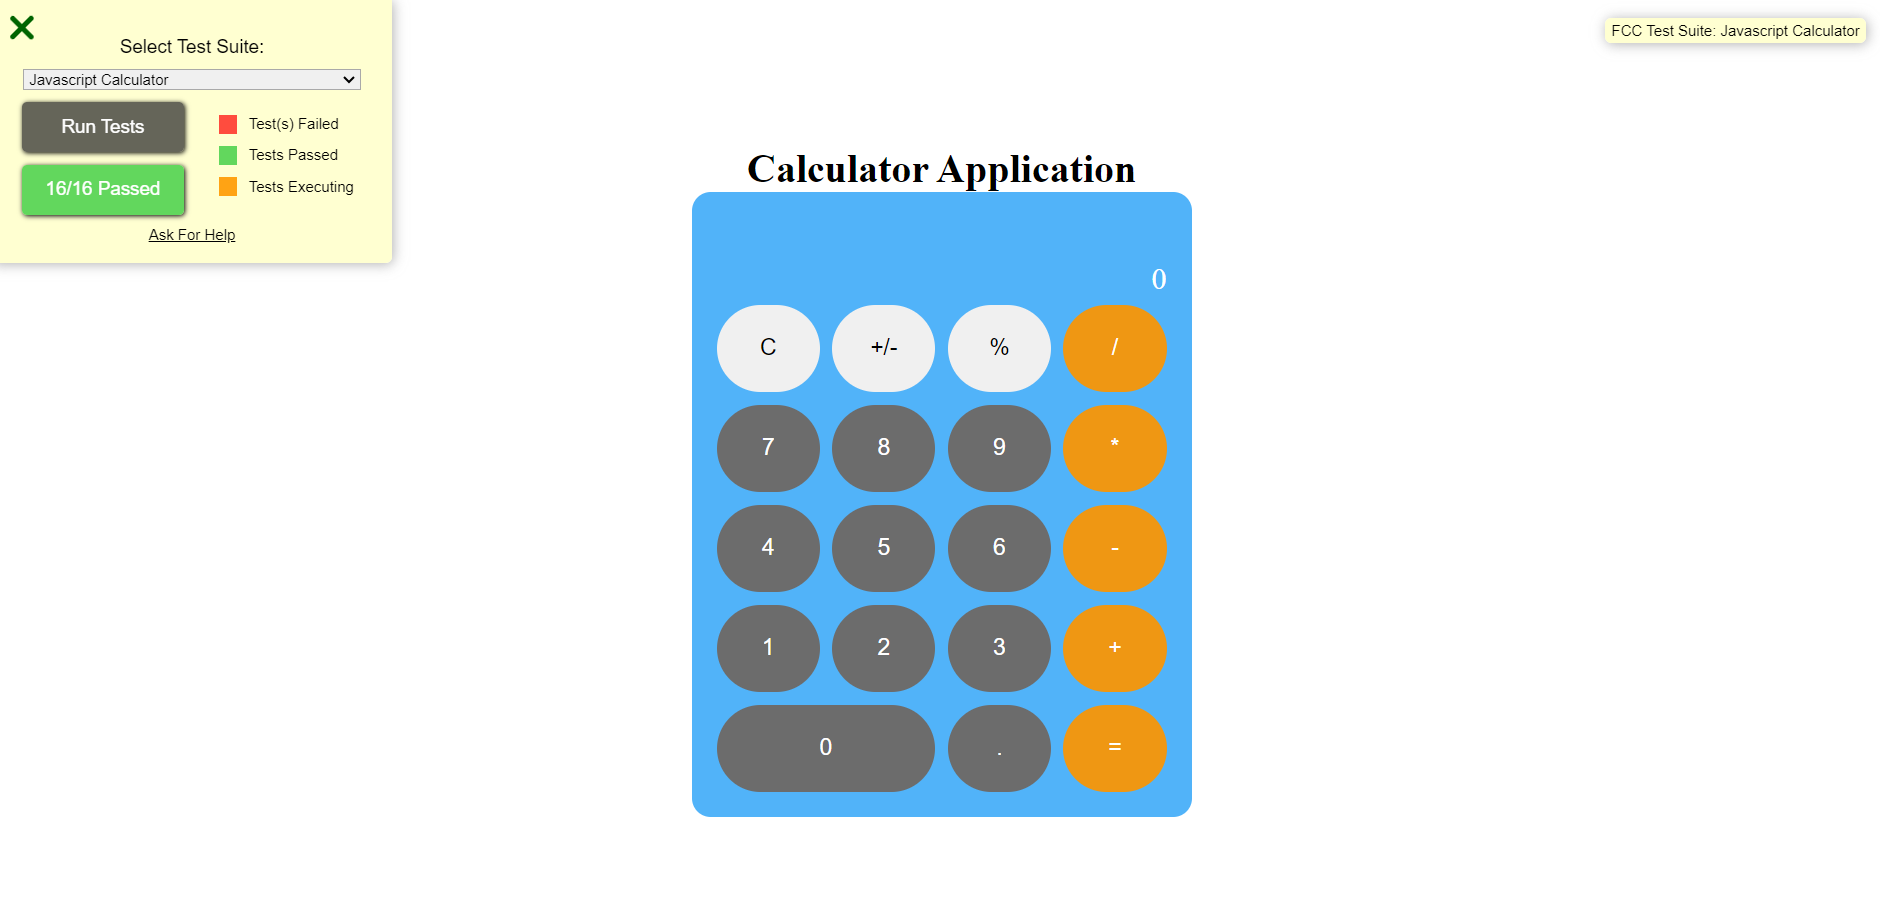 Select Test Suite:
Javascript Calculator
Run Tests
16/16 Passed
Test(s) Failed
Tests Passed
Tests Executing
Ask For Help
FCC Test Suite: Javascript Calculator
Calculator Application
0
C +/- % /
7 8 9 *
4 5 6 -
1 2 3 +
0 . =